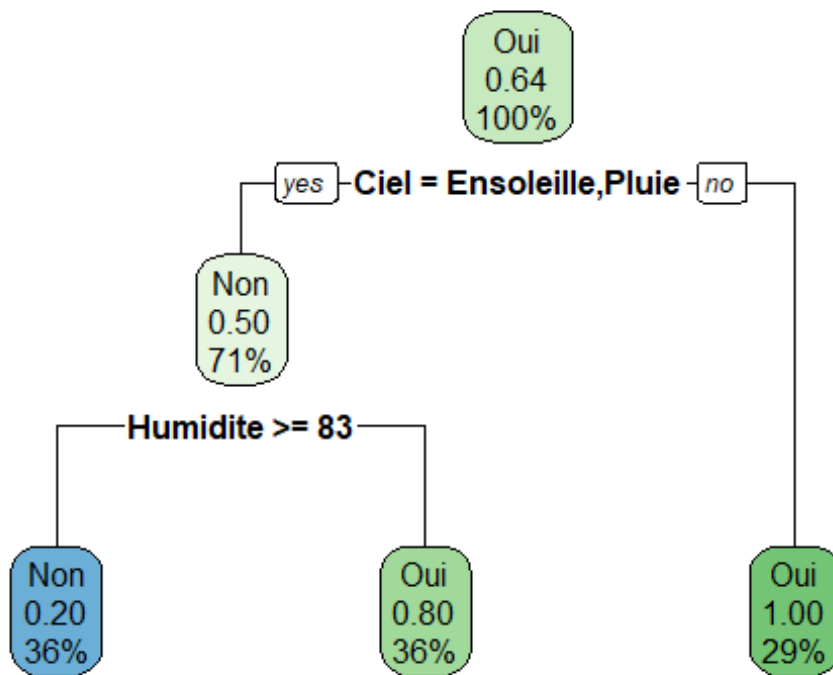 Oui
0.64
100%
yes Ciel = Ensoleille,Pluie no
Non
0.50
71%
Humidite >= 83
Non
0.20
36%
Oui
0.80
36%
Oui
1.00
29%